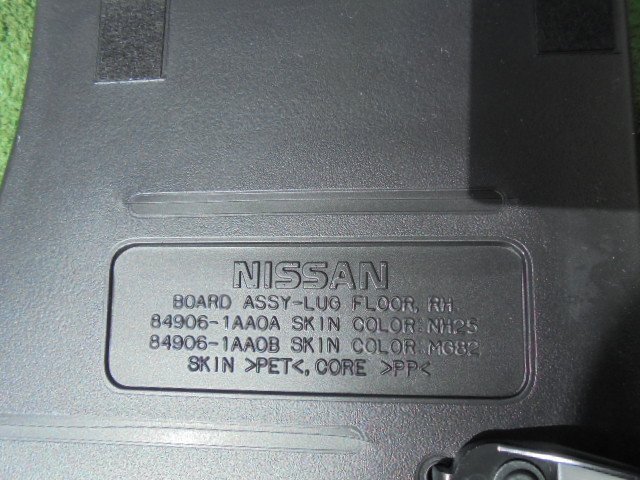 NISSAN
BOARD ASSY-LUG FLOOR, RH
84906-1AA0A SKIN COLOR:NH25
84906-1AA0B SKIN COLOR:MG82
SKIN >PET<, CORE >PP<